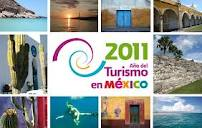 2011
Año del
Turismo
en MÉXICO